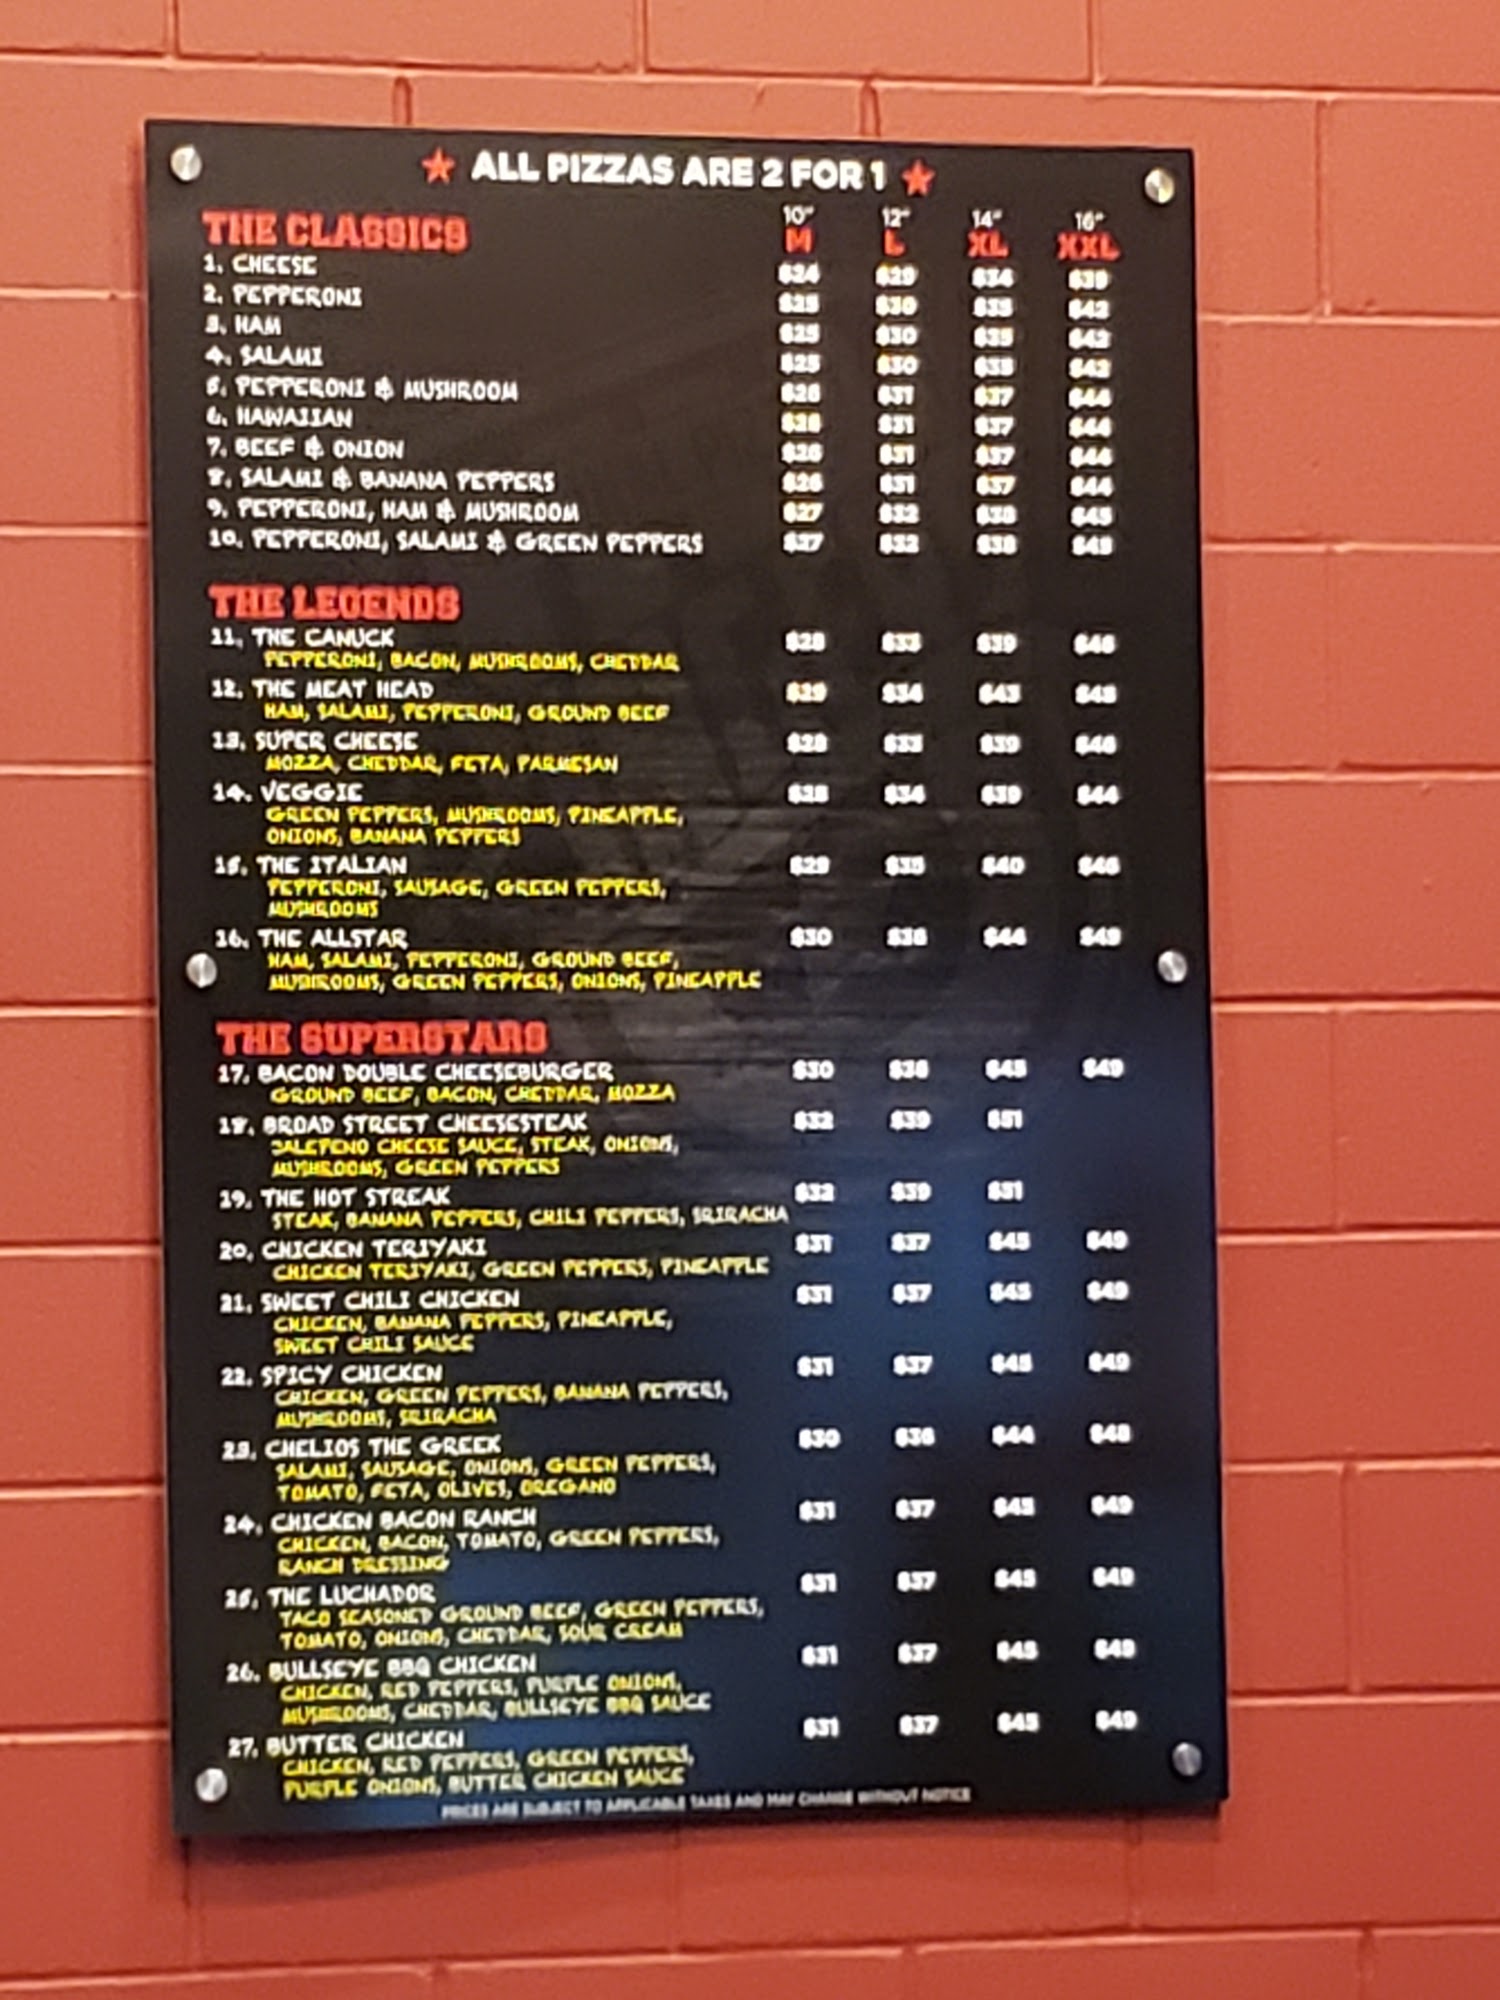 ★ ALL PIZZAS ARE 2 FOR 1 ★
10" 12" 14" 16"
THE CLASSICS M L XL XXL
1. CHEESE $24 $29 $34 $39
2. PEPPERONI $25 $30 $35 $42
3. HAM $25 $30 $35 $42
4. SALAMI $25 $30 $35 $42
5. PEPPERONI & MUSHROOM $26 $31 $37 $44
6. HAWAIIAN $26 $31 $37 $44
7. BEEF & ONION $26 $31 $37 $44
8. SALAMI & BANANA PEPPERS $26 $31 $37 $44
9. PEPPERONI, HAM & MUSHROOM $27 $32 $38 $45
10. PEPPERONI, SALAMI & GREEN PEPPERS $27 $32 $38 $45
THE LEGENDS
11. THE CANUCK $28 $33 $39 $46
PEPPERONI, BACON, MUSHROOMS, CHEDDAR
12. THE MEAT HEAD $29 $34 $43 $48
HAM, SALAMI, PEPPERONI, GROUND BEEF
13. SUPER CHEESE $28 $33 $39 $46
MOZZA, CHEDDAR, FETA, PARMESAN
14. VEGGIE $28 $34 $39 $44
GREEN PEPPERS, MUSHROOMS, PINEAPPLE,
ONIONS, BANANA PEPPERS
15. THE ITALIAN $29 $35 $40 $46
PEPPERONI, SAUSAGE, GREEN PEPPERS,
MUSHROOMS
16. THE ALLSTAR $30 $36 $44 $49
HAM, SALAMI, PEPPERONI, GROUND BEEF,
MUSHROOMS, GREEN PEPPERS, ONIONS, PINEAPPLE
THE SUPERSTARS
17. BACON DOUBLE CHEESEBURGER $30 $36 $45 $49
GROUND BEEF, BACON, CHEDDAR, MOZZA
18. BROAD STREET CHEESESTEAK $32 $39 $51
JALEPENO CHEESE SAUCE, STEAK, ONIONS,
MUSHROOMS, GREEN PEPPERS
19. THE HOT STREAK $32 $39 $51
STEAK, BANANA PEPPERS, CHILI PEPPERS, SRIRACHA
20. CHICKEN TERIYAKI $31 $37 $45 $49
CHICKEN TERIYAKI, GREEN PEPPERS, PINEAPPLE
21. SWEET CHILI CHICKEN $31 $37 $45 $49
CHICKEN, BANANA PEPPERS, PINEAPPLE,
SWEET CHILI SAUCE
22. SPICY CHICKEN $31 $37 $45 $49
CHICKEN, GREEN PEPPERS, BANANA PEPPERS,
MUSHROOMS, SRIRACHA
23. CHELIOS THE GREEK $30 $36 $44 $48
SALAMI, SAUSAGE, ONIONS, GREEN PEPPERS,
TOMATO, FETA, OLIVES, OREGANO
24. CHICKEN BACON RANCH $31 $37 $45 $49
CHICKEN, BACON, TOMATO, GREEN PEPPERS,
RANCH DRESSING
25. THE LUCHADOR $31 $37 $45 $49
TACO SEASONED GROUND BEEF, GREEN PEPPERS,
TOMATO, ONIONS, CHEDDAR, SOUR CREAM
26. BULLSEYE BBQ CHICKEN $31 $37 $45 $49
CHICKEN, RED PEPPERS, PURPLE ONIONS,
MUSHROOMS, CHEDDAR, BULLSEYE BBQ SAUCE
27. BUTTER CHICKEN $31 $37 $45 $49
CHICKEN, RED PEPPERS, GREEN PEPPERS,
PURPLE ONIONS, BUTTER CHICKEN SAUCE
PRICES ARE SUBJECT TO APPLICABLE TAXES AND MAY CHANGE WITHOUT NOTICE